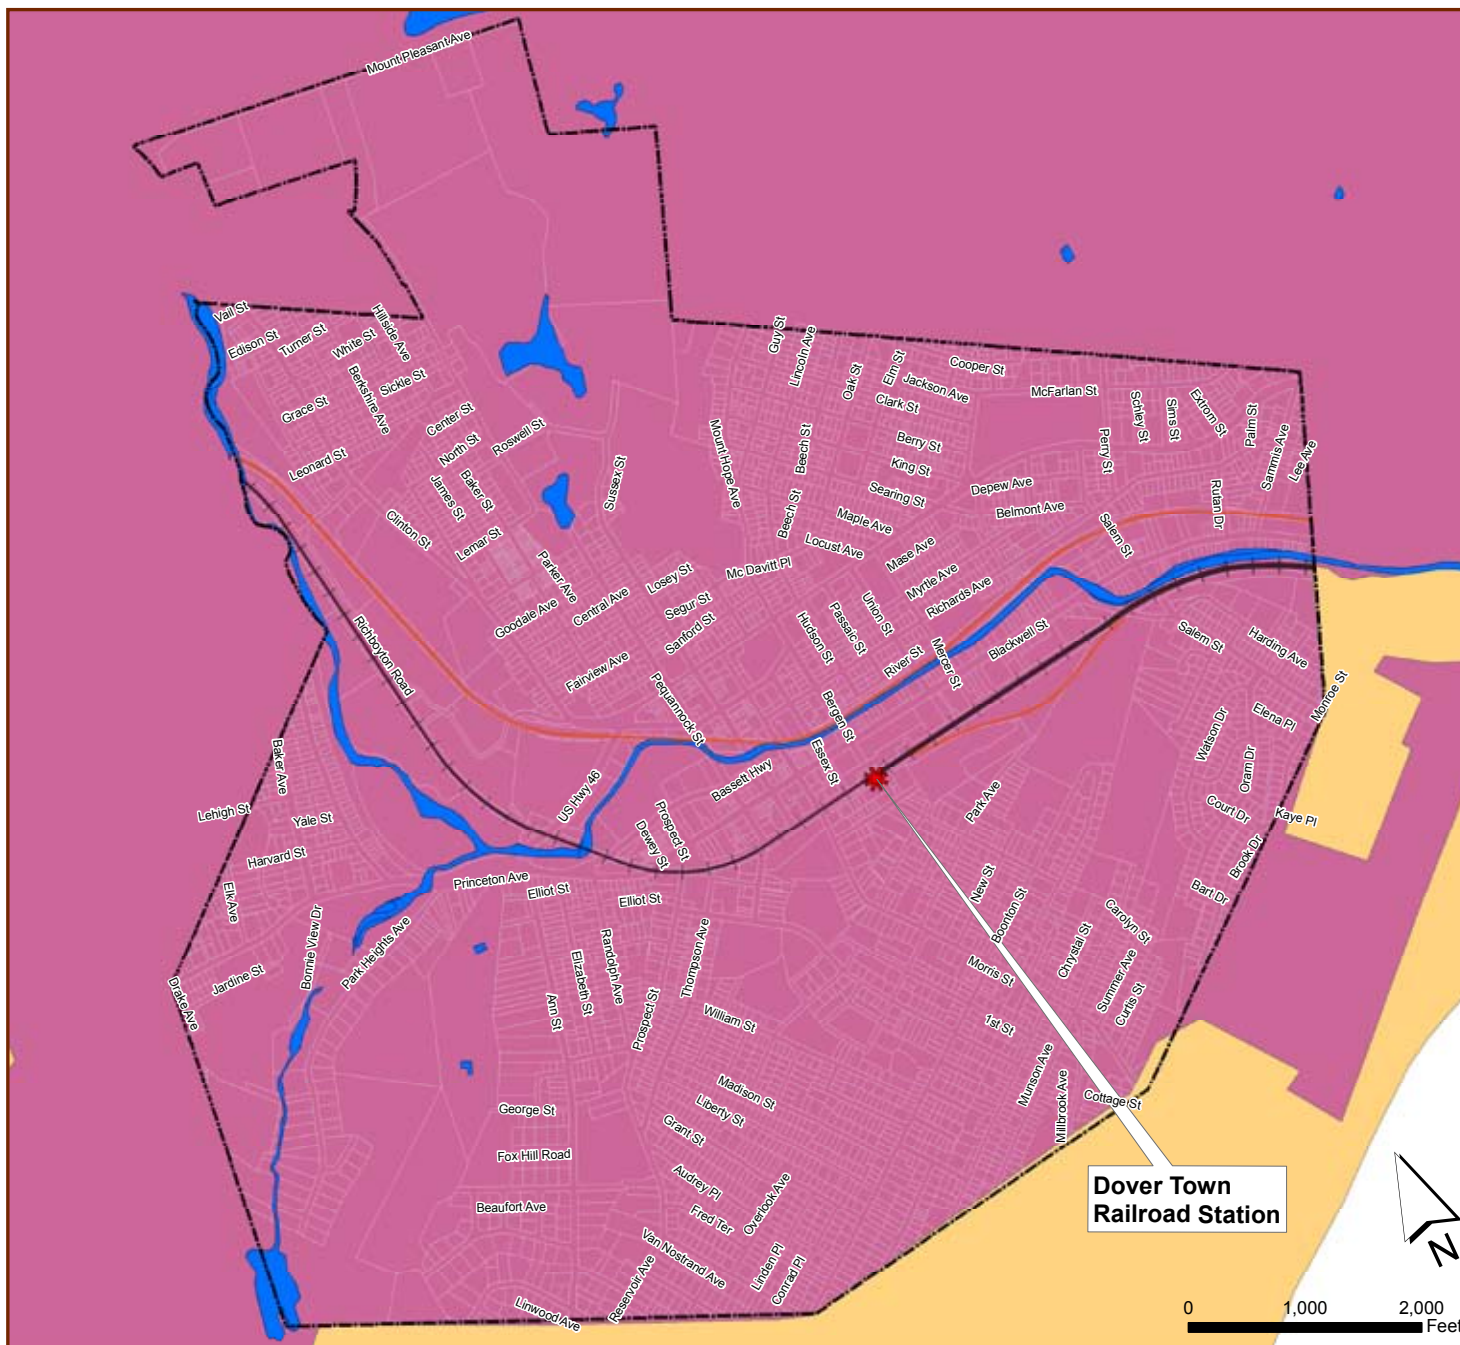 Mount Pleasant Ave
Vail St
Edison St
Turner St
White St
Hillside Ave
Sickle St
Berkshire Ave
Grace St
Leonard St
Center St
North St
Roswell St
Baker St
James St
Clinton St
Lemar St
Sussex St
Parker Ave
Goodale Ave
Central Ave
Losey St
Segur St
Sanford St
Fairview Ave
Pequannock St
Mc Davitt Pl
Guy St
Lincoln Ave
Oak St
Elm St
Cooper St
Jackson Ave
Clark St
McFarlan St
Schley St
Sims St
Extrom St
Palm St
Sammis Ave
Lee Ave
Mount Hope Ave
Beech St
Berry St
King St
Perry St
Searing St
Depew Ave
Rutan Dr
Beech St
Maple Ave
Belmont Ave
Salem St
Locust Ave
Mase Ave
Myrtle Ave
Richards Ave
Union St
Passaic St
Hudson St
River St
Mercer St
Blackwell St
Bergen St
Essex St
Salem St
Harding Ave
Monroe St
Elena Pl
Watson Dr
Oram Dr
Court Dr
Kaye Pl
Brook Dr
Bart Dr
Richboyton Road
US Hwy 46
Bassett Hwy
Prospect St
Dewey St
Park Ave
Baker Ave
Lehigh St
Yale St
Harvard St
Elk Ave
Bonnie View Dr
Park Heights Ave
Princeton Ave
Elliot St
Elliot St
Jardine St
Drake Ave
Randolph Ave
Elizabeth St
Ann St
Thompson Ave
Prospect St
William St
New St
Boonton St
Morris St
1st St
Chrystal St
Carolyn St
Summer Ave
Curtis St
Munson Ave
Millbrook Ave
Cottage St
Madison St
Liberty St
Grant St
George St
Fox Hill Road
Beaufort Ave
Audrey Pl
Fred Ter
Overlook Ave
Van Nostrand Ave
Reservoir Ave
Linden Pl
Conrad Pl
Linwood Ave
Dover Town
Railroad Station
N
0 1,000 2,000
Feet